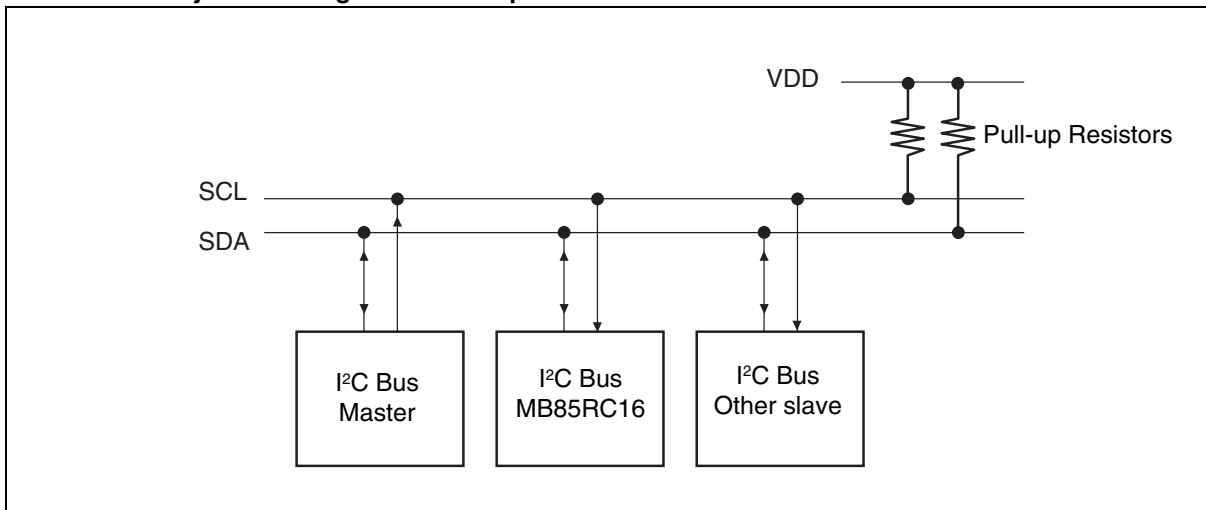 VDD
Pull-up Resistors
SCL
SDA
I²C Bus
Master
I²C Bus
MB85RC16
I²C Bus
Other slave